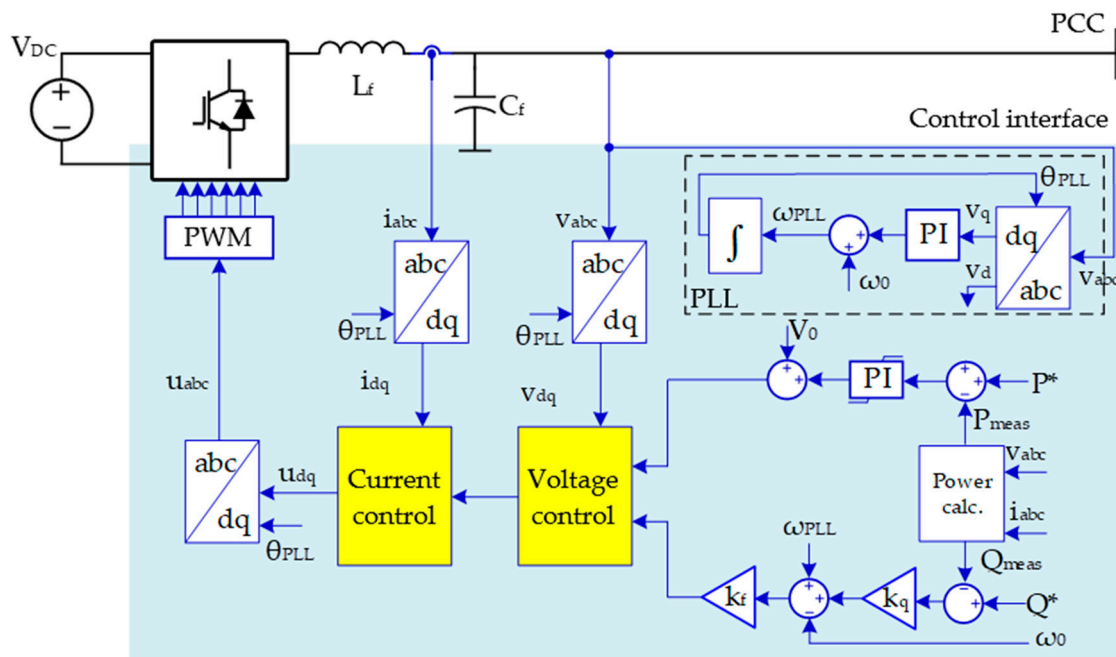 PCC
VDC
Lf
Cf
Control interface
θPLL
ωPLL
vq
PI
dq
abc
∫
vd
vabc
ω0
PLL
PWM
iabc
vabc
abc
dq
θPLL
abc
dq
θPLL
V0
PI
P*
Pmeas
uabc
idq
vdq
vabc
Power
calc.
iabc
abc
dq
udq
θPLL
Current
control
Voltage
control
ωPLL
Qmeas
kf
kq
Q*
ω0